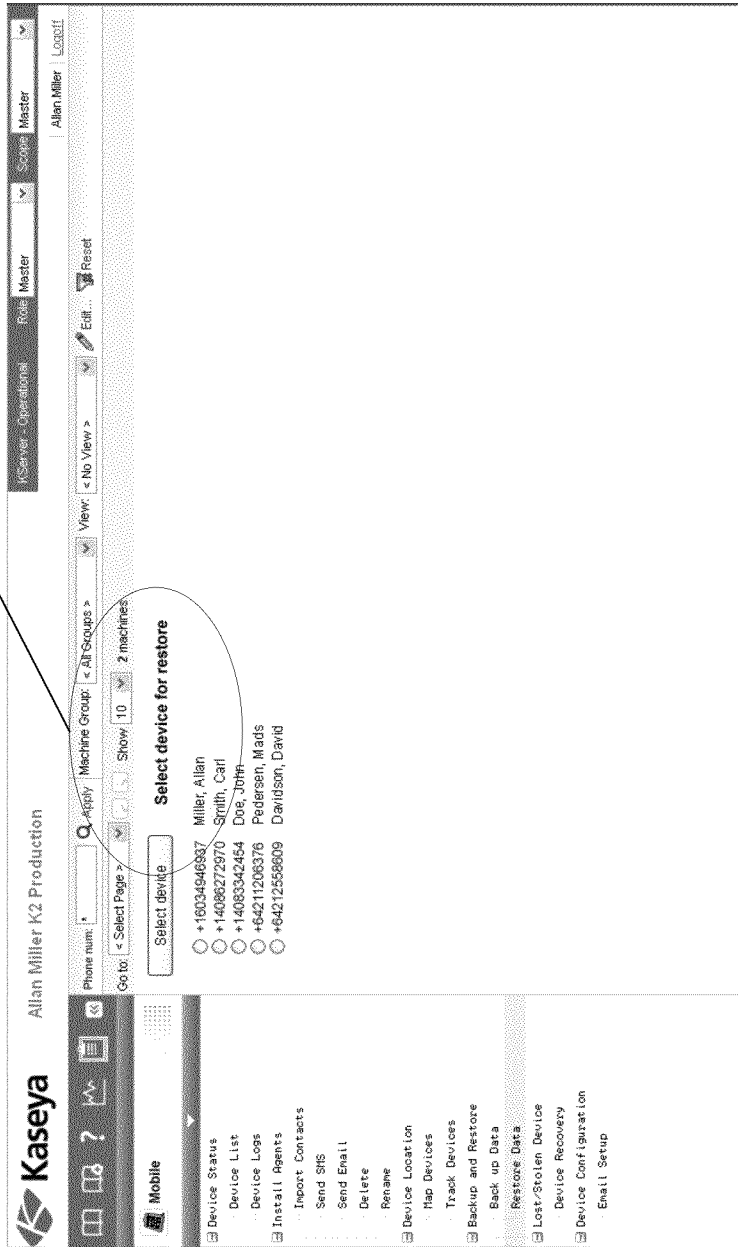 Kaseya
Allan Miller K2 Production
KServer - Operational Role Master Scope Master
Allan.Miller Logoff
Phone num: * Apply Machine Group: < All Groups > View: < No View > Edit... Reset
Go to: < Select Page > Show 10 2 machines
Mobile
Device Status
Device List
Device Logs
Install Agents
Import Contacts
Send SMS
Send Email
Delete
Rename
Device Location
Map Devices
Track Devices
Backup and Restore
Back up Data
Restore Data
Lost/Stolen Device
Device Recovery
Device Configuration
Email Setup
Select device Select device for restore
+16034946937 Miller, Allan
+14086272970 Smith, Carl
+14083342454 Doe, John
+64211206376 Pedersen, Mads
+64212558609 Davidson, David